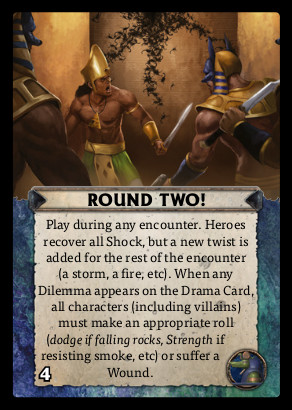 ROUND TWO!
Play during any encounter. Heroes
recover all Shock, but a new twist is
added for the rest of the encounter
(a storm, a fire, etc). When any
Dilemma appears on the Drama Card,
all characters (including villains)
must make an appropriate roll
(dodge if falling rocks, Strength if
resisting smoke, etc) or suffer a
Wound.
4